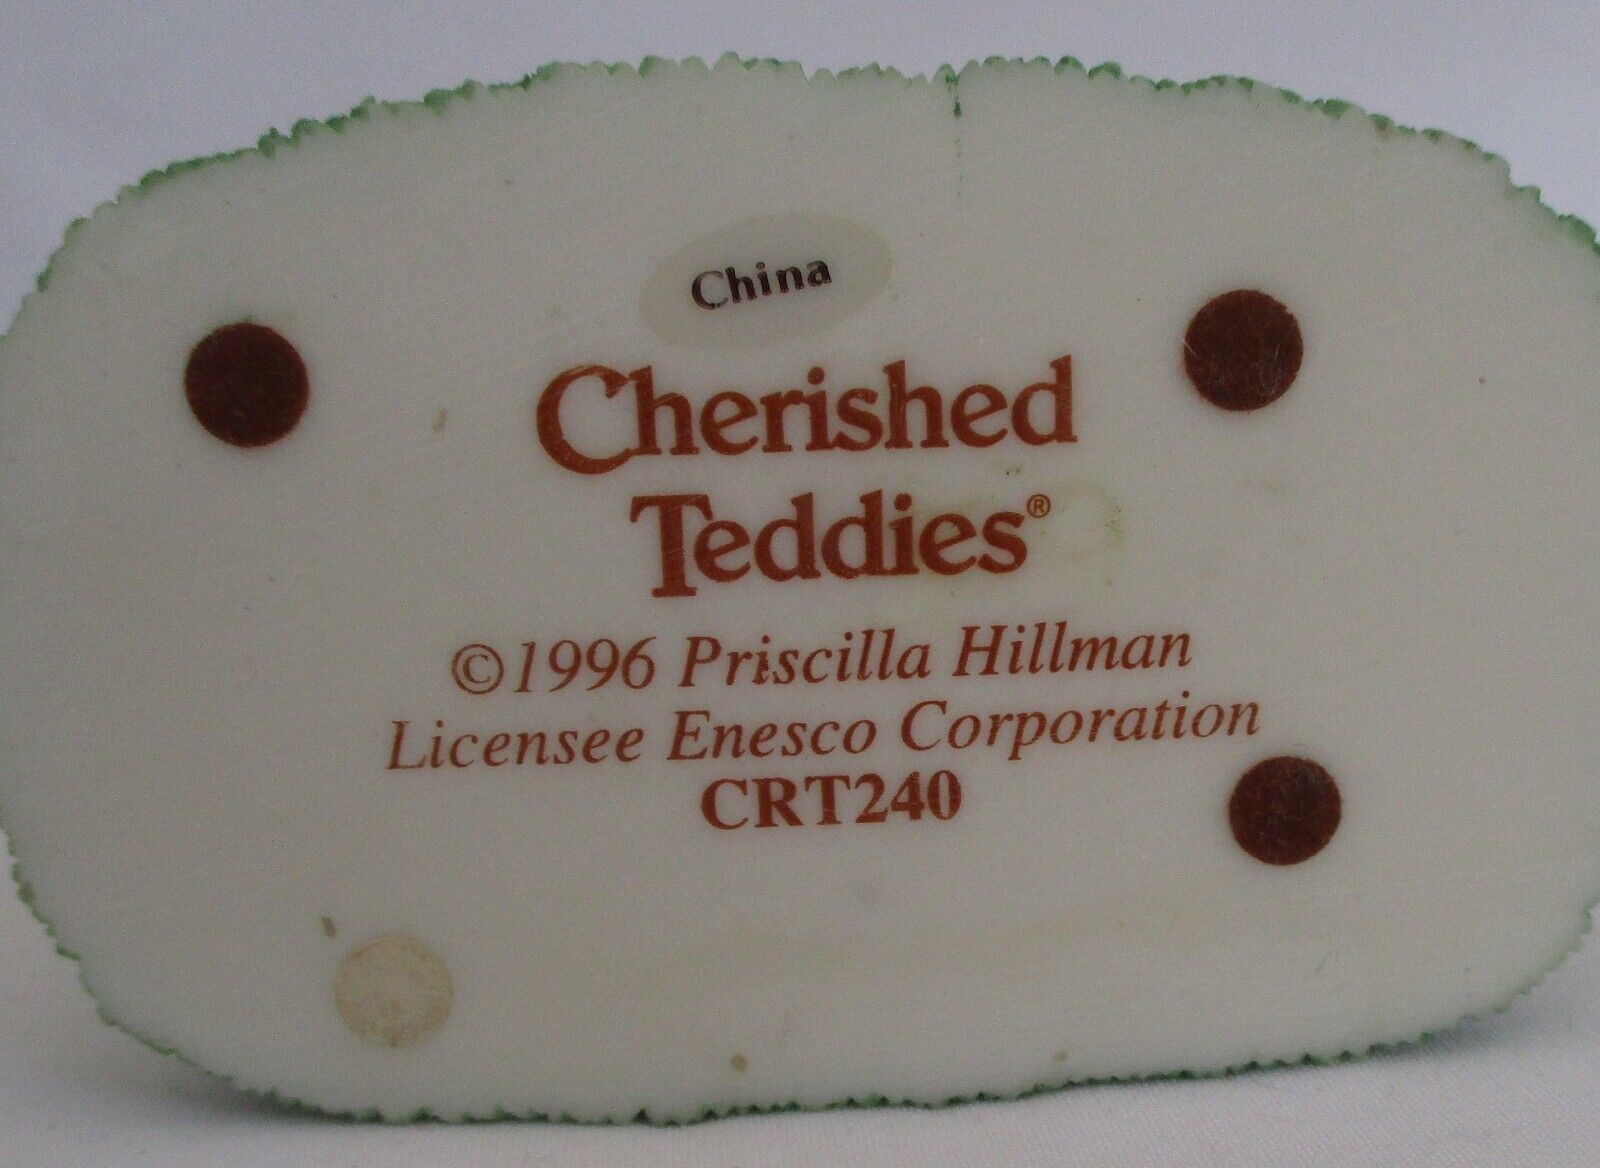 China
Cherished
Teddies®
©1996 Priscilla Hillman
Licensee Enesco Corporation
CRT240